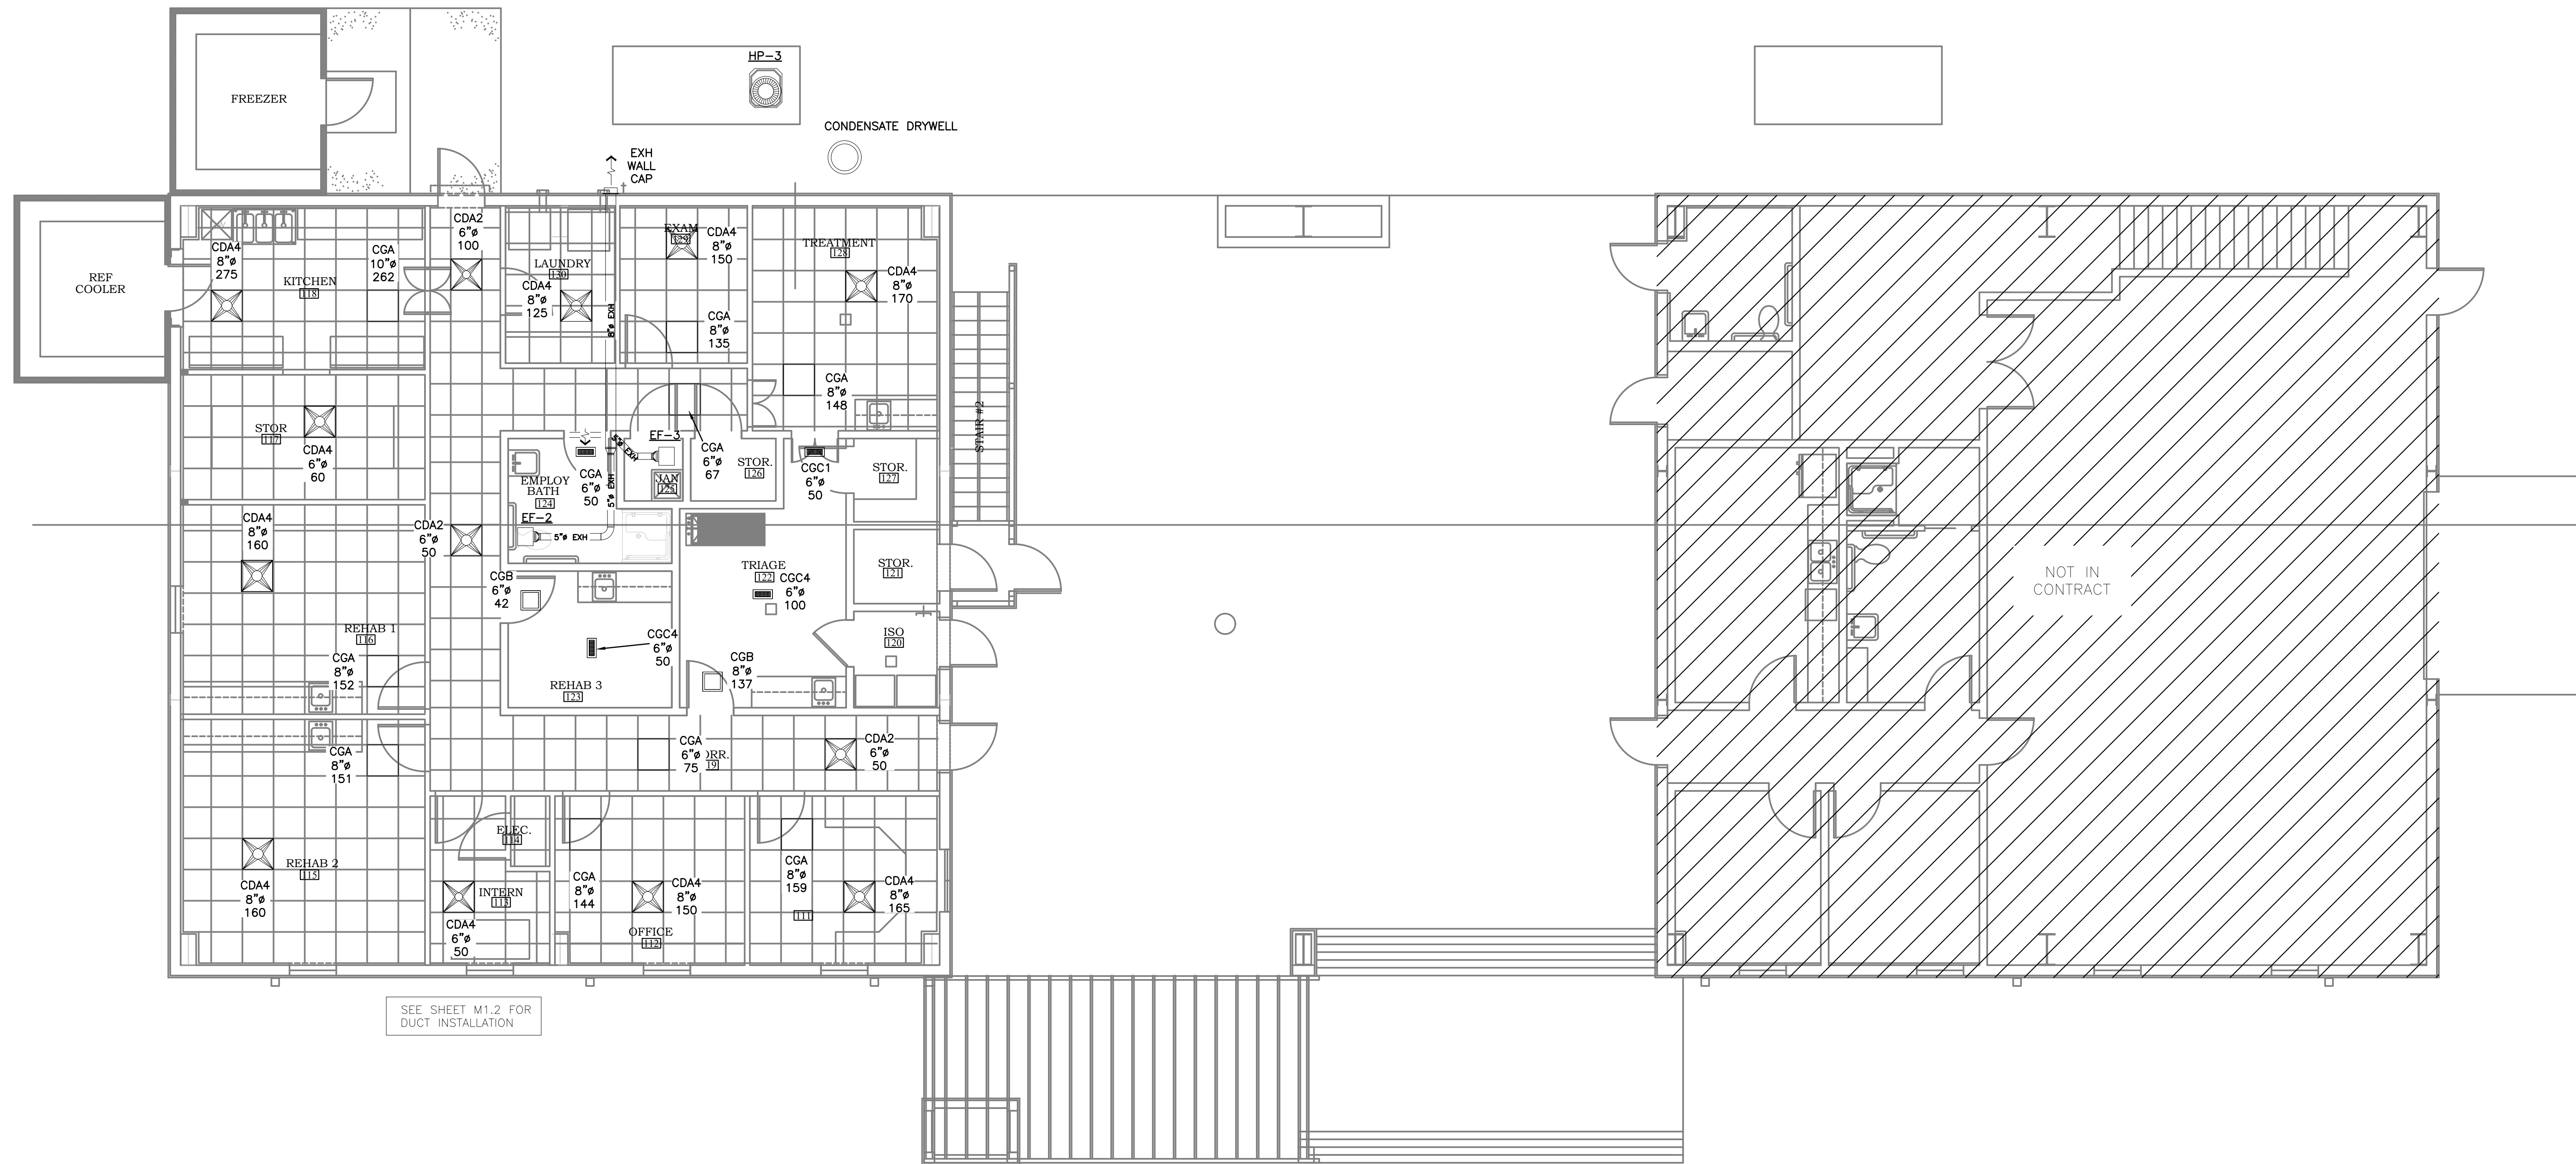 HP-3
FREEZER
CONDENSATE DRYWELL
EXH
WALL
CAP
REF
COOLER
CDA4
8"ø
275
KITCHEN
118
CGA
10"ø
262
CDA2
6"ø
100
LAUNDRY
130
CDA4
8"ø
125
8"ø EXH
EXAM
129
CDA4
8"ø
150
CGA
8"ø
135
TREATMENT
128
CDA4
8"ø
170
CGA
8"ø
148
STAIR #2
STOR
117
CDA4
6"ø
60
EF-3
5"ø EXH
CGA
6"ø
67
JAN
125
STOR.
126
CGC1
6"ø
50
STOR.
127
EMPLOY
BATH
124
CGA
6"ø
50
5"ø EXH
EF-2
5"ø EXH
CDA4
8"ø
160
CDA2
6"ø
50
REHAB 1
116
CGA
8"ø
152
CGB
6"ø
42
CGC4
6"ø
50
REHAB 3
123
TRIAGE
122
CGC4
6"ø
100
CGB
8"ø
137
STOR.
121
ISO
120
NOT IN
CONTRACT
CGA
8"ø
151
CGA
6"ø
75
ORR.
19
CDA2
6"ø
50
REHAB 2
115
CDA4
8"ø
160
ELEC.
114
INTERN
113
CDA4
6"ø
50
CGA
8"ø
144
CDA4
8"ø
150
OFFICE
112
CGA
8"ø
159
111
CDA4
8"ø
165
SEE SHEET M1.2 FOR
DUCT INSTALLATION